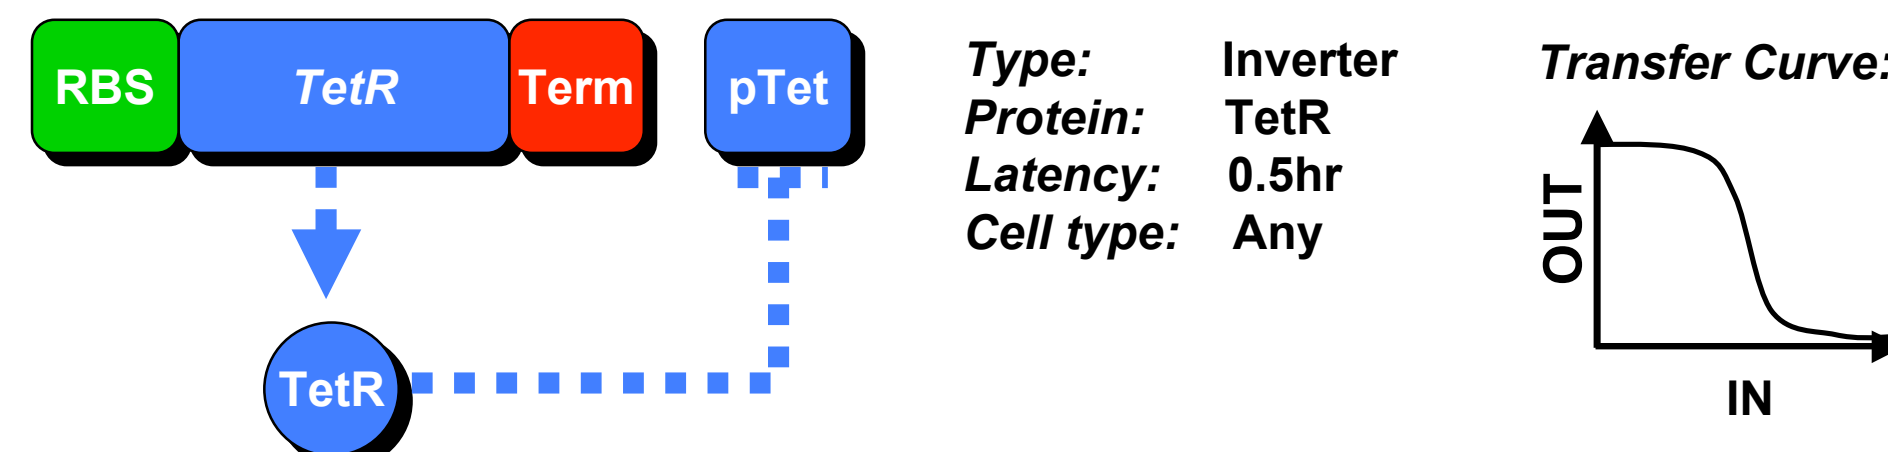 RBS TetR Term pTet
TetR
Type: Inverter
Protein: TetR
Latency: 0.5hr
Cell type: Any
Transfer Curve:
OUT
IN